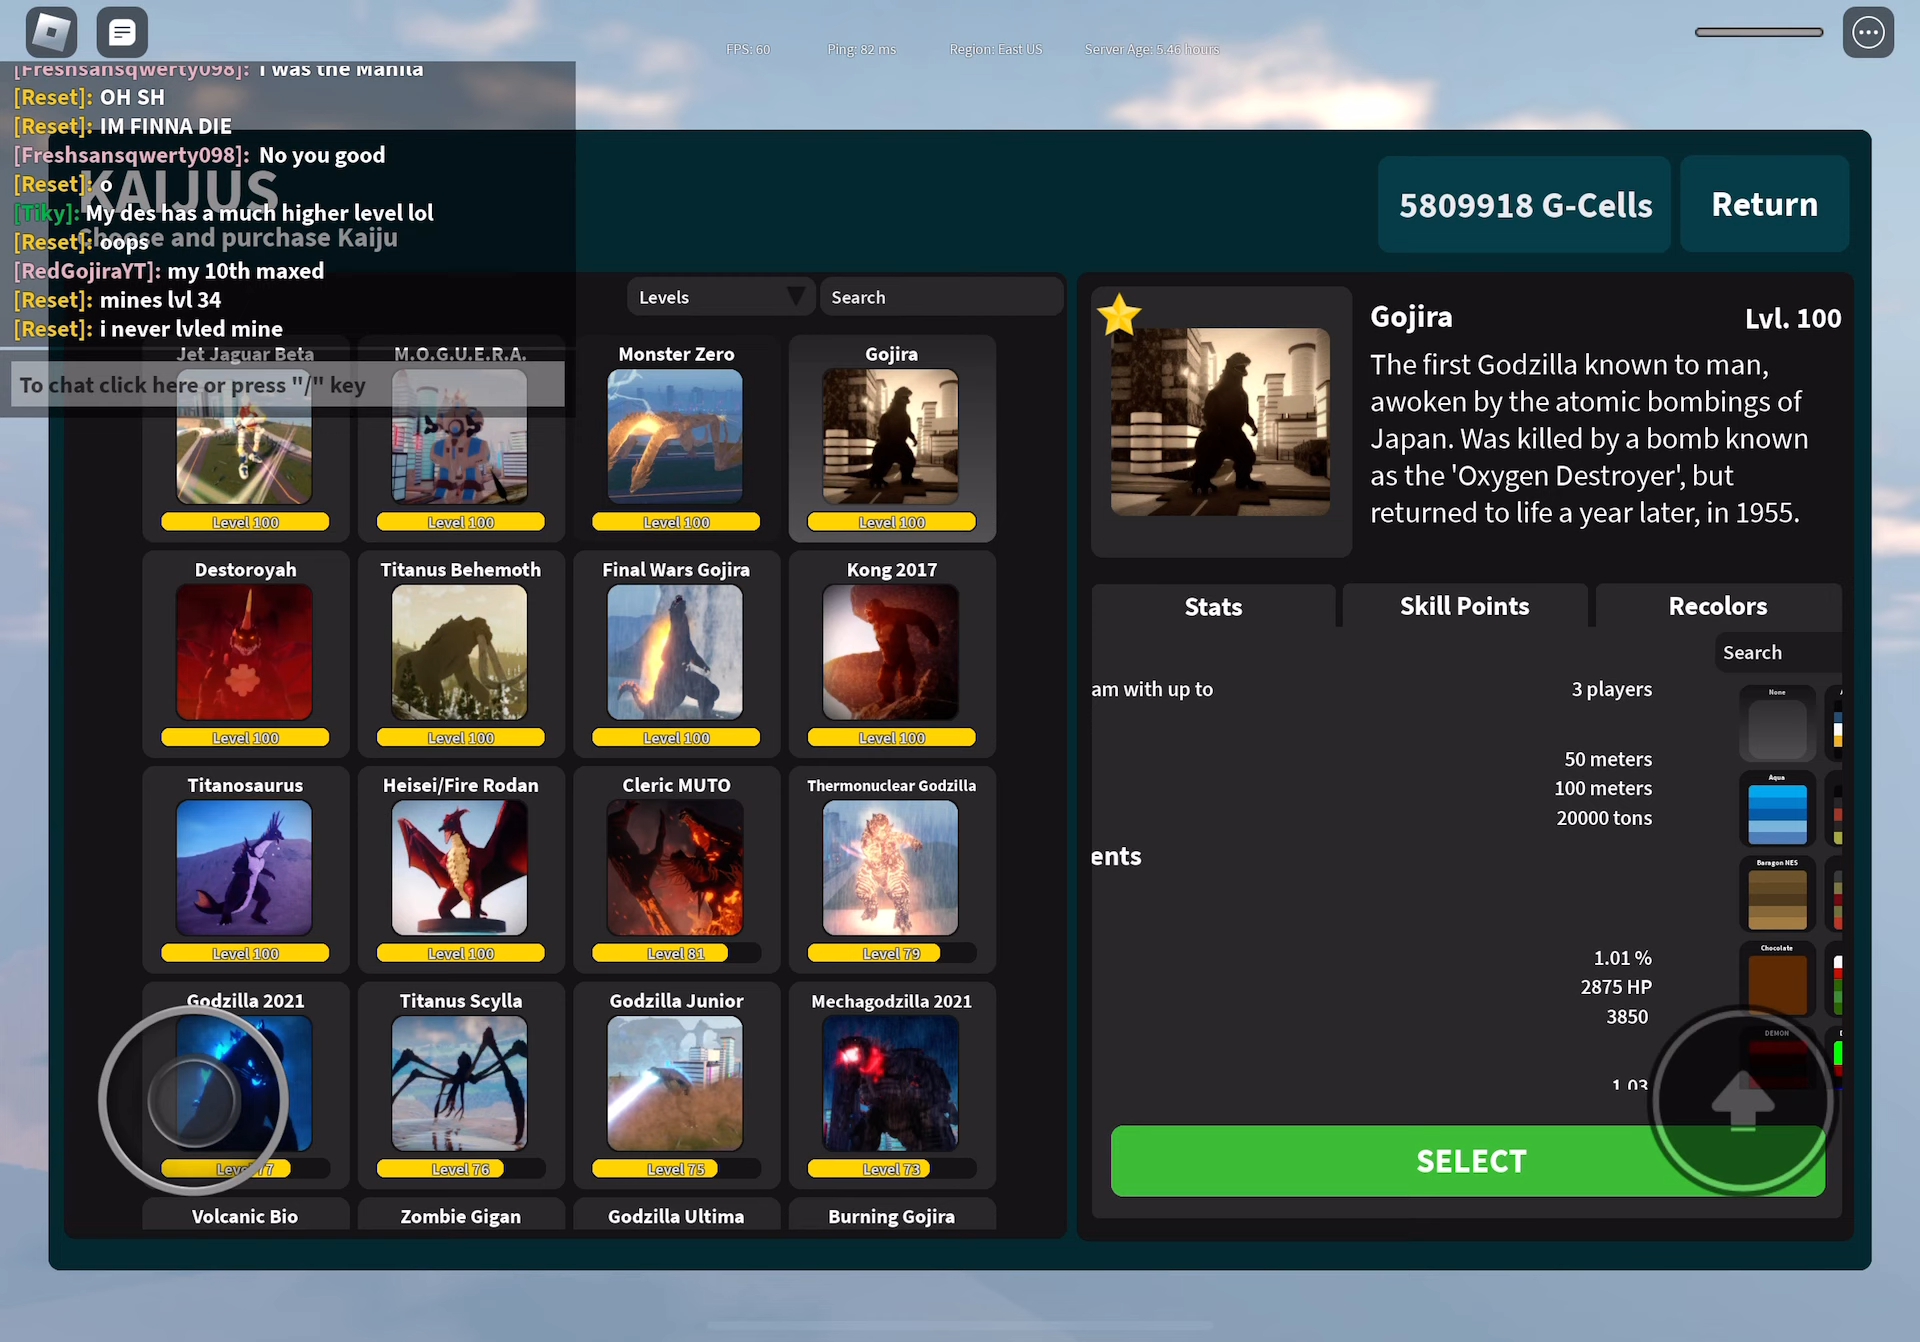 FPS: 60 Ping: 82 ms Region: East US Server Age: 5.46 hours
[Freshsansqwerty098]: I was the Manila
[Reset]: OH SH
[Reset]: IM FINNA DIE
[Freshsansqwerty098]: No you good
[Reset]: o
[Tiky]: My des has a much higher level lol
[Reset]: oops
[RedGojiraYT]: my 10th maxed
[Reset]: mines lvl 34
[Reset]: i never lvled mine
To chat click here or press "/" key
KAIJUS
Choose and purchase Kaiju
5809918 G-Cells
Return
Levels
Search
Jet Jaguar Beta
Level 100
M.O.G.U.E.R.A.
Level 100
Monster Zero
Level 100
Gojira
Level 100
Destoroyah
Level 100
Titanus Behemoth
Level 100
Final Wars Gojira
Level 100
Kong 2017
Level 100
Titanosaurus
Level 100
Heisei/Fire Rodan
Level 100
Cleric MUTO
Level 81
Thermonuclear Godzilla
Level 79
Godzilla 2021
Level 77
Titanus Scylla
Level 76
Godzilla Junior
Level 75
Mechagodzilla 2021
Level 73
Volcanic Bio
Zombie Gigan
Godzilla Ultima
Burning Gojira
Gojira
Lvl. 100
The first Godzilla known to man,
awoken by the atomic bombings of
Japan. Was killed by a bomb known
as the 'Oxygen Destroyer', but
returned to life a year later, in 1955.
Stats
Skill Points
Recolors
Search
am with up to 3 players
50 meters
100 meters
20000 tons
ents
1.01 %
2875 HP
3850
1.03
None
Aqua
Baragon NES
Chocolate
DEMON
SELECT